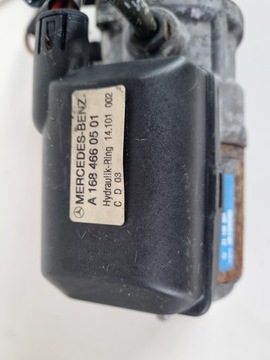 MERCEDES-BENZ
A 168 466 05 01
Hydraulik-Ring 14.101 002
C D 03